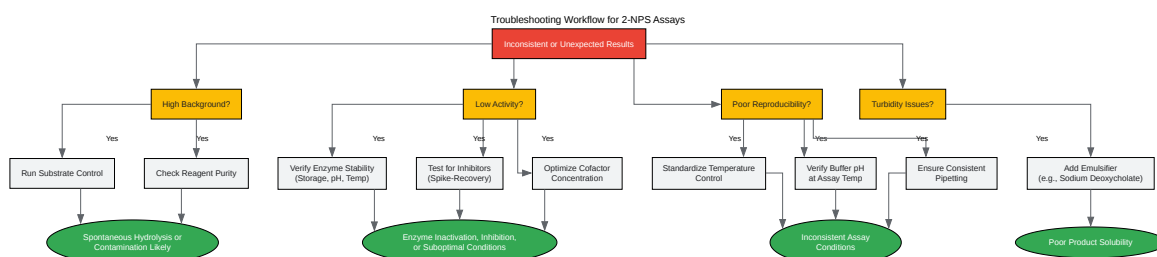 Troubleshooting Workflow for 2-NPS Assays
Inconsistent or Unexpected Results
High Background?
Low Activity?
Poor Reproducibility?
Turbidity Issues?
Yes
Yes
Yes
Yes
Yes
Yes
Yes
Yes
Yes
Run Substrate Control
Check Reagent Purity
Verify Enzyme Stability
(Storage, pH, Temp)
Test for Inhibitors
(Spike-Recovery)
Optimize Cofactor
Concentration
Standardize Temperature
Control
Verify Buffer pH
at Assay Temp
Ensure Consistent
Pipetting
Add Emulsifier
(e.g., Sodium Deoxycholate)
Spontaneous Hydrolysis or
Contamination Likely
Enzyme Inactivation, Inhibition,
or Suboptimal Conditions
Inconsistent Assay
Conditions
Poor Product Solubility